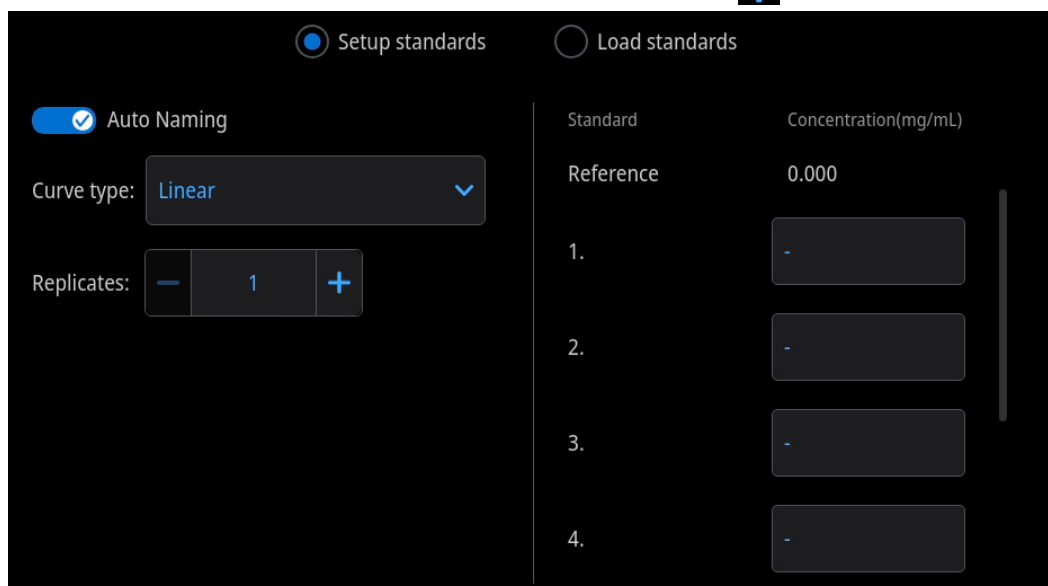 Setup standards
Load standards
Auto Naming
Curve type: Linear
Replicates: 1
Standard Concentration(mg/mL)
Reference 0.000
1. -
2. -
3. -
4. -